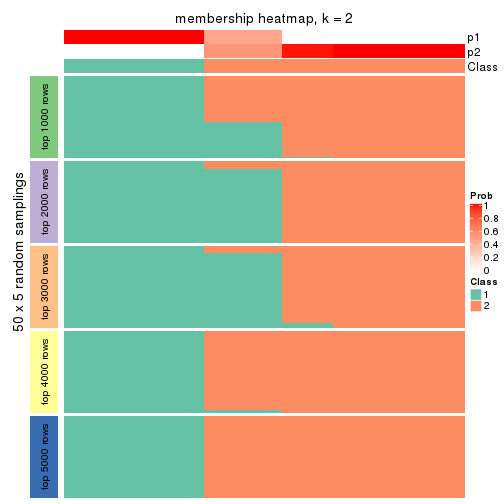 membership heatmap, k = 2
p1
p2
Class
50 x 5 random samplings
top 1000 rows
top 2000 rows
top 3000 rows
top 4000 rows
top 5000 rows
Prob
1
0.8
0.6
0.4
0.2
0
Class
1
2